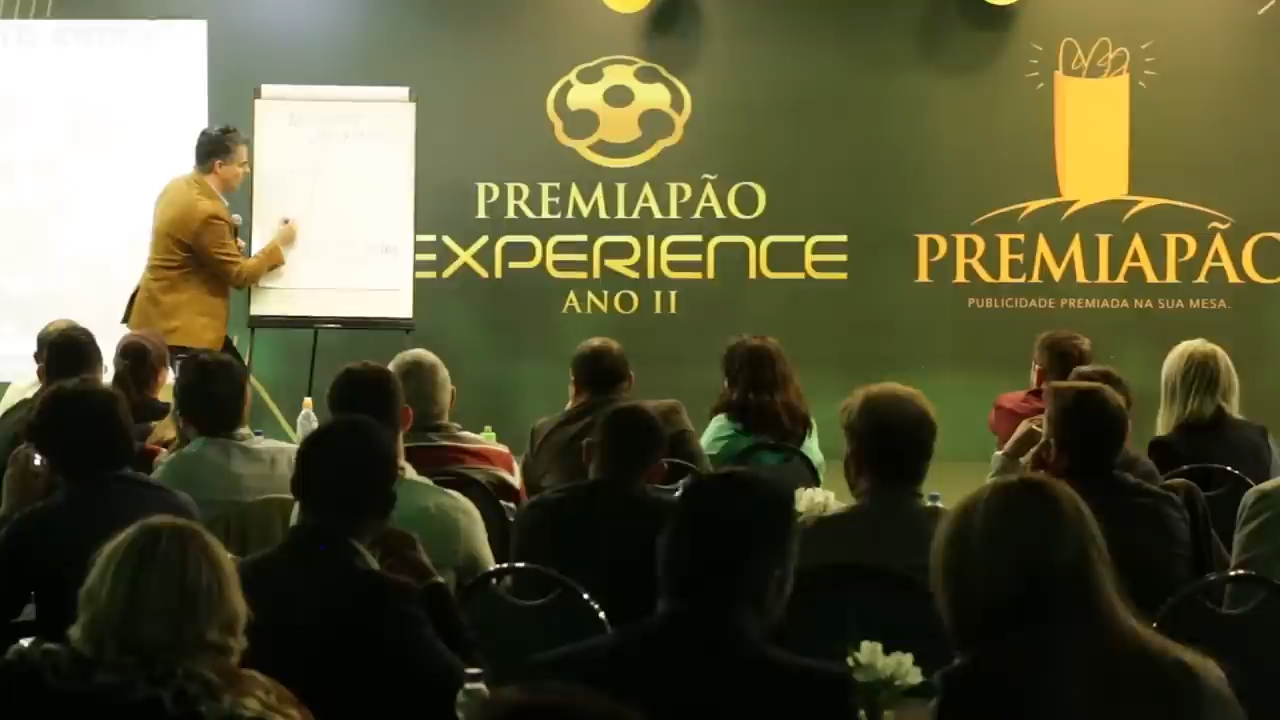 PREMIAPÃO
EXPERIENCE
ANO II
PREMIAPÃO
PUBLICIDADE PREMIADA NA SUA MESA.